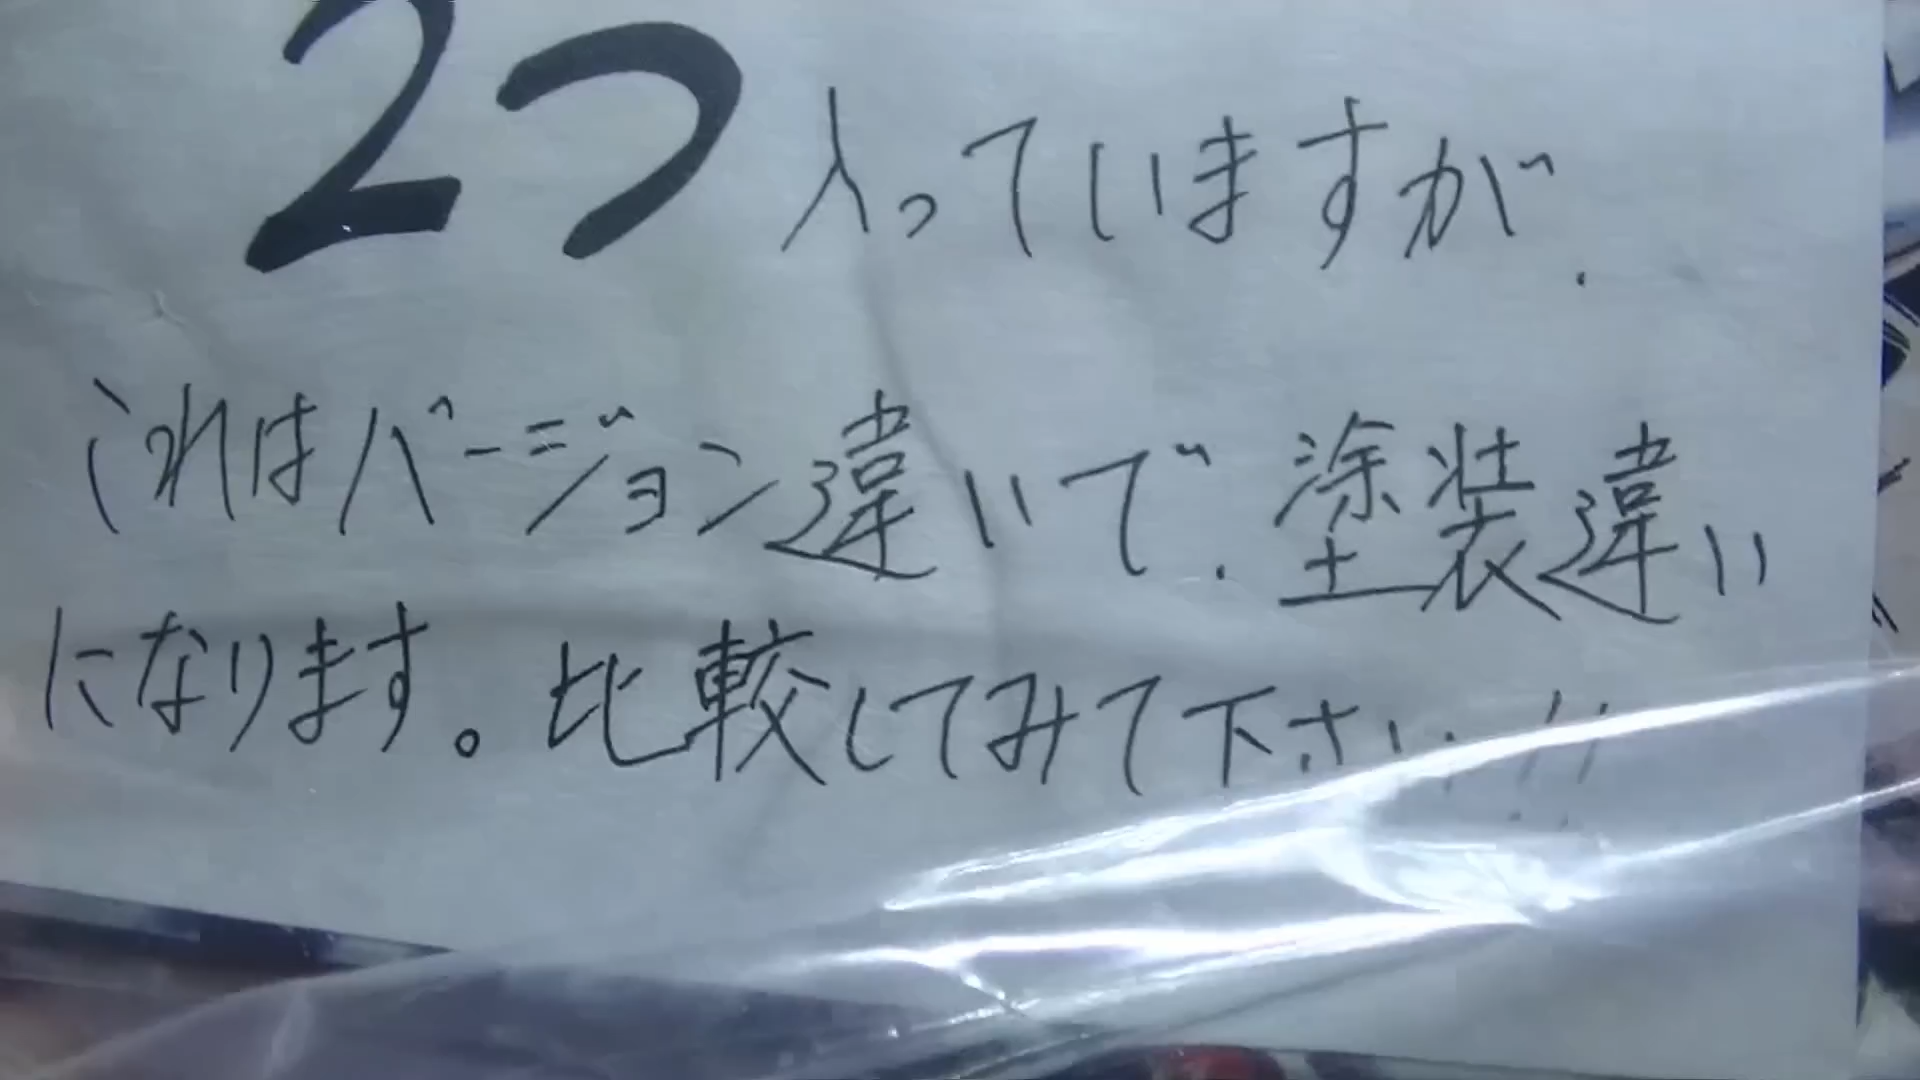 2つ入っていますが、
これはバージョン違いで、塗装違い
になります。比較してみて下さい!!